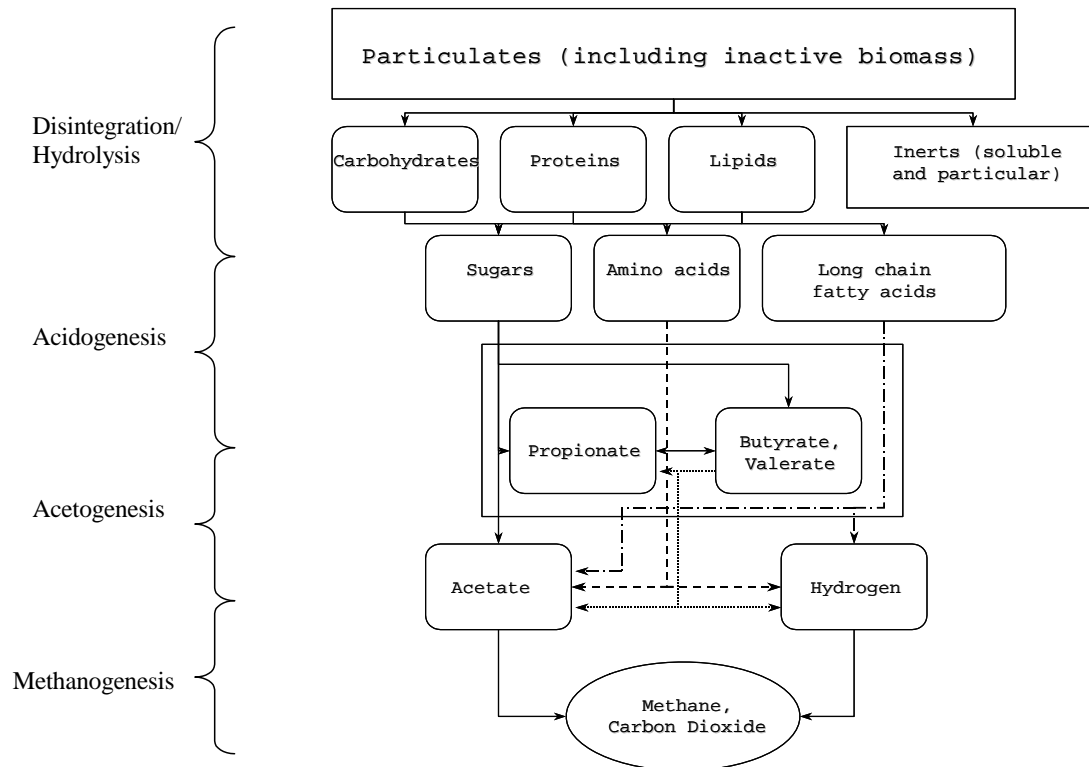 Particulates (including inactive biomass)
Disintegration/
Hydrolysis
Carbohydrates
Proteins
Lipids
Inerts (soluble
and particular)
Sugars
Amino acids
Long chain
fatty acids
Acidogenesis
Propionate
Butyrate,
Valerate
Acetogenesis
Acetate
Hydrogen
Methanogenesis
Methane,
Carbon Dioxide